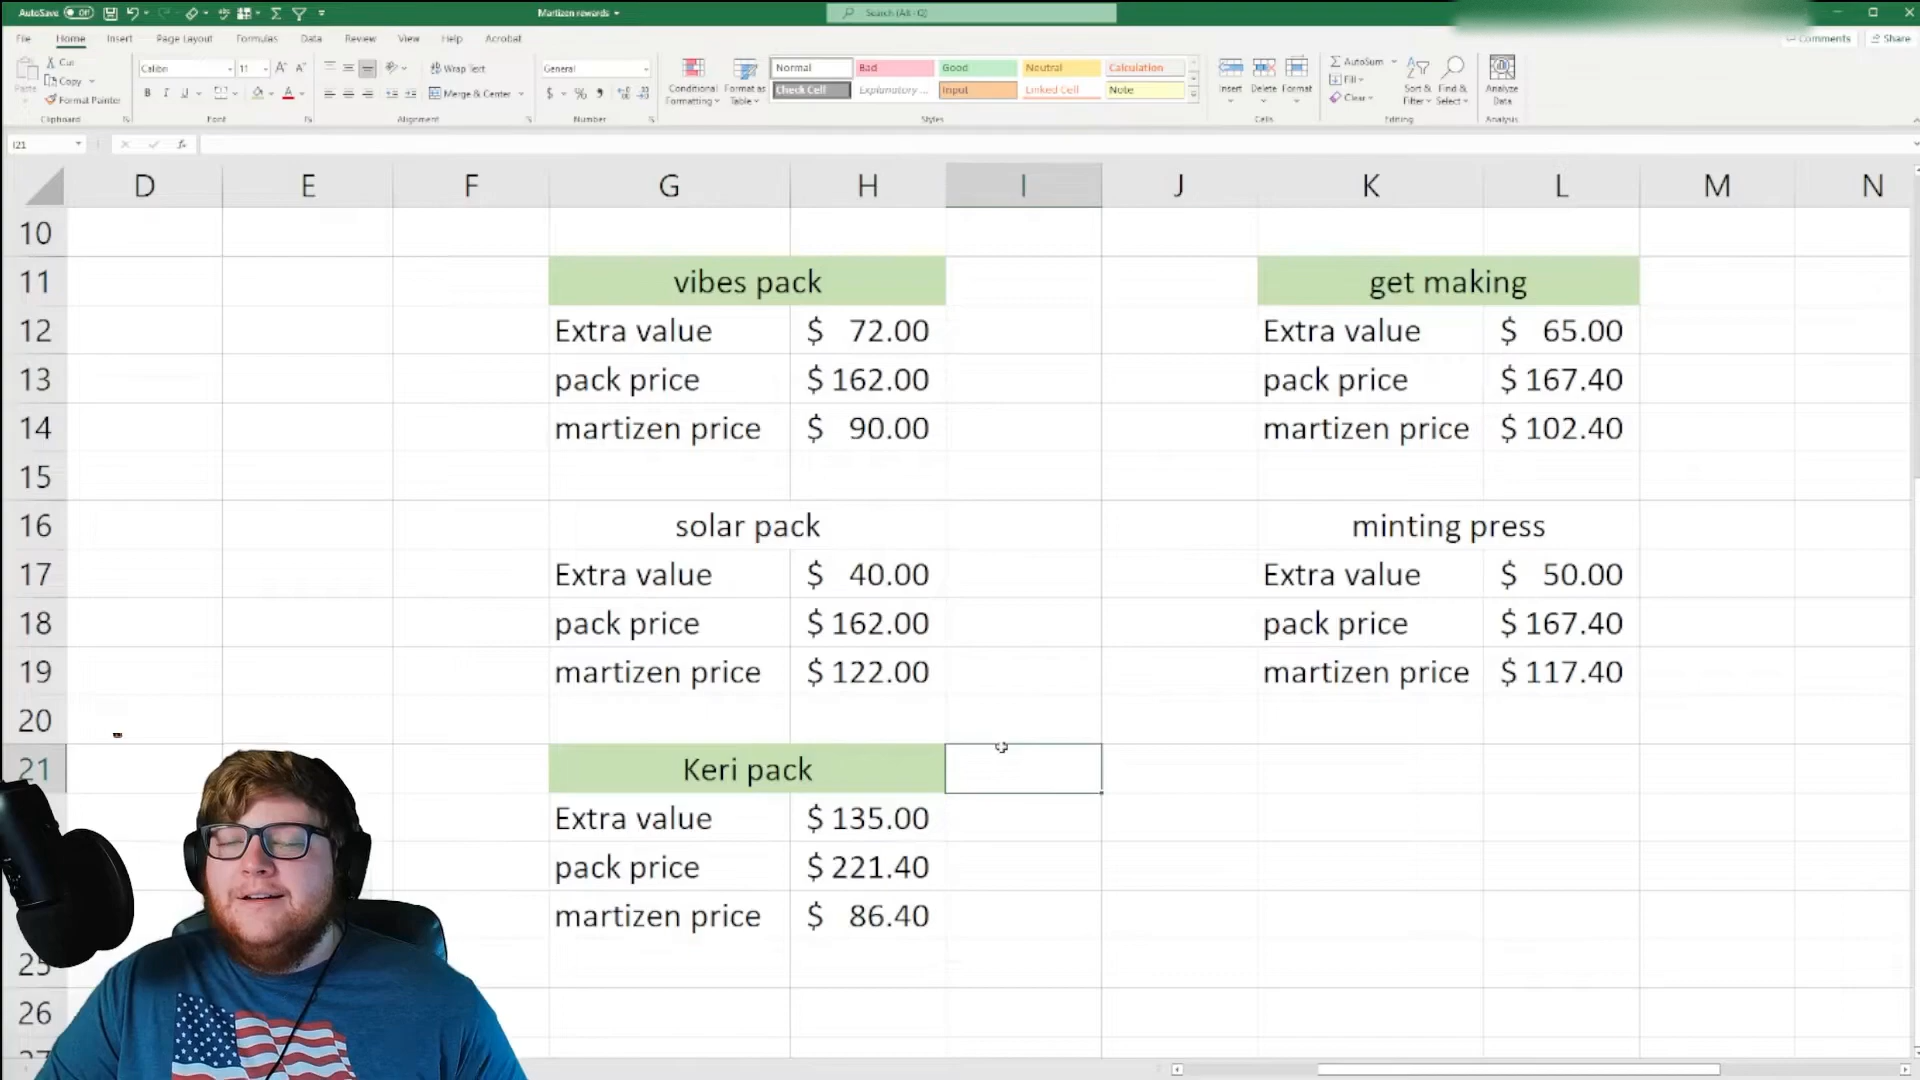 AutoSave Off Martizen rewards Search (Alt+Q)
File Home Insert Page Layout Formulas Data Review View Help Acrobat Comments Share
Paste Cut Copy Format Painter Clipboard
Calibri 11 B I U Font
Wrap Text Merge & Center Alignment
General $ % Number
Conditional Formatting Format as Table
Normal Bad Good Neutral Calculation
Check Cell Explanatory ... Input Linked Cell Note
Styles
Insert Delete Format Cells
AutoSum Fill Clear Sort & Filter Find & Select Editing
Analyze Data Analysis
I21 fx
D E F G H I J K L M N
10
11 vibes pack get making
12 Extra value $ 72.00 Extra value $ 65.00
13 pack price $ 162.00 pack price $ 167.40
14 martizen price $ 90.00 martizen price $ 102.40
15
16 solar pack minting press
17 Extra value $ 40.00 Extra value $ 50.00
18 pack price $ 162.00 pack price $ 167.40
19 martizen price $ 122.00 martizen price $ 117.40
20
21 Keri pack
Extra value $ 135.00
pack price $ 221.40
martizen price $ 86.40
25
26
27